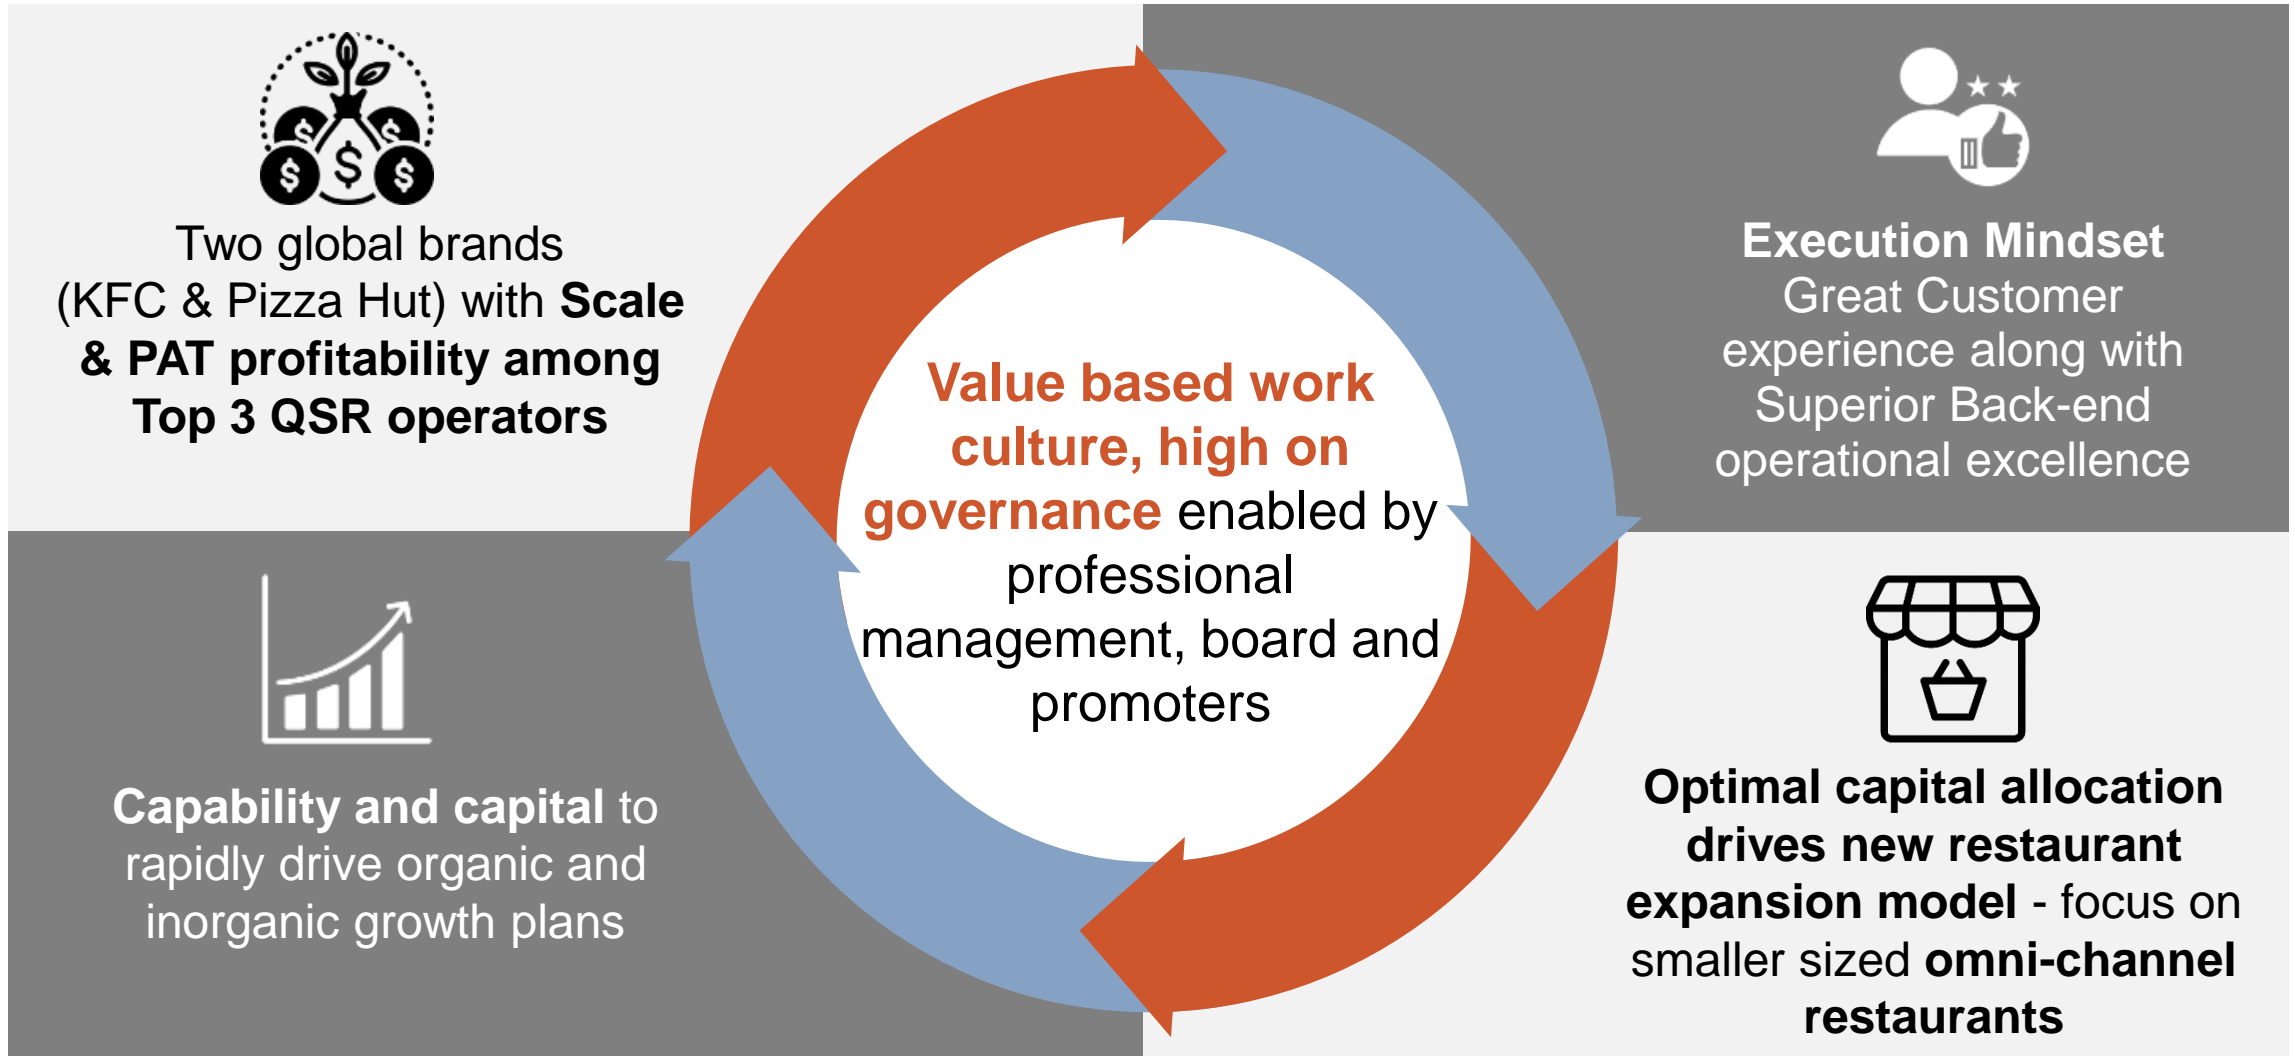 Two global brands
(KFC & Pizza Hut) with Scale
& PAT profitability among
Top 3 QSR operators
Execution Mindset
Great Customer
experience along with
Superior Back-end
operational excellence
Value based work
culture, high on
governance enabled by
professional
management, board and
promoters
Capability and capital to
rapidly drive organic and
inorganic growth plans
Optimal capital allocation
drives new restaurant
expansion model - focus on
smaller sized omni-channel
restaurants